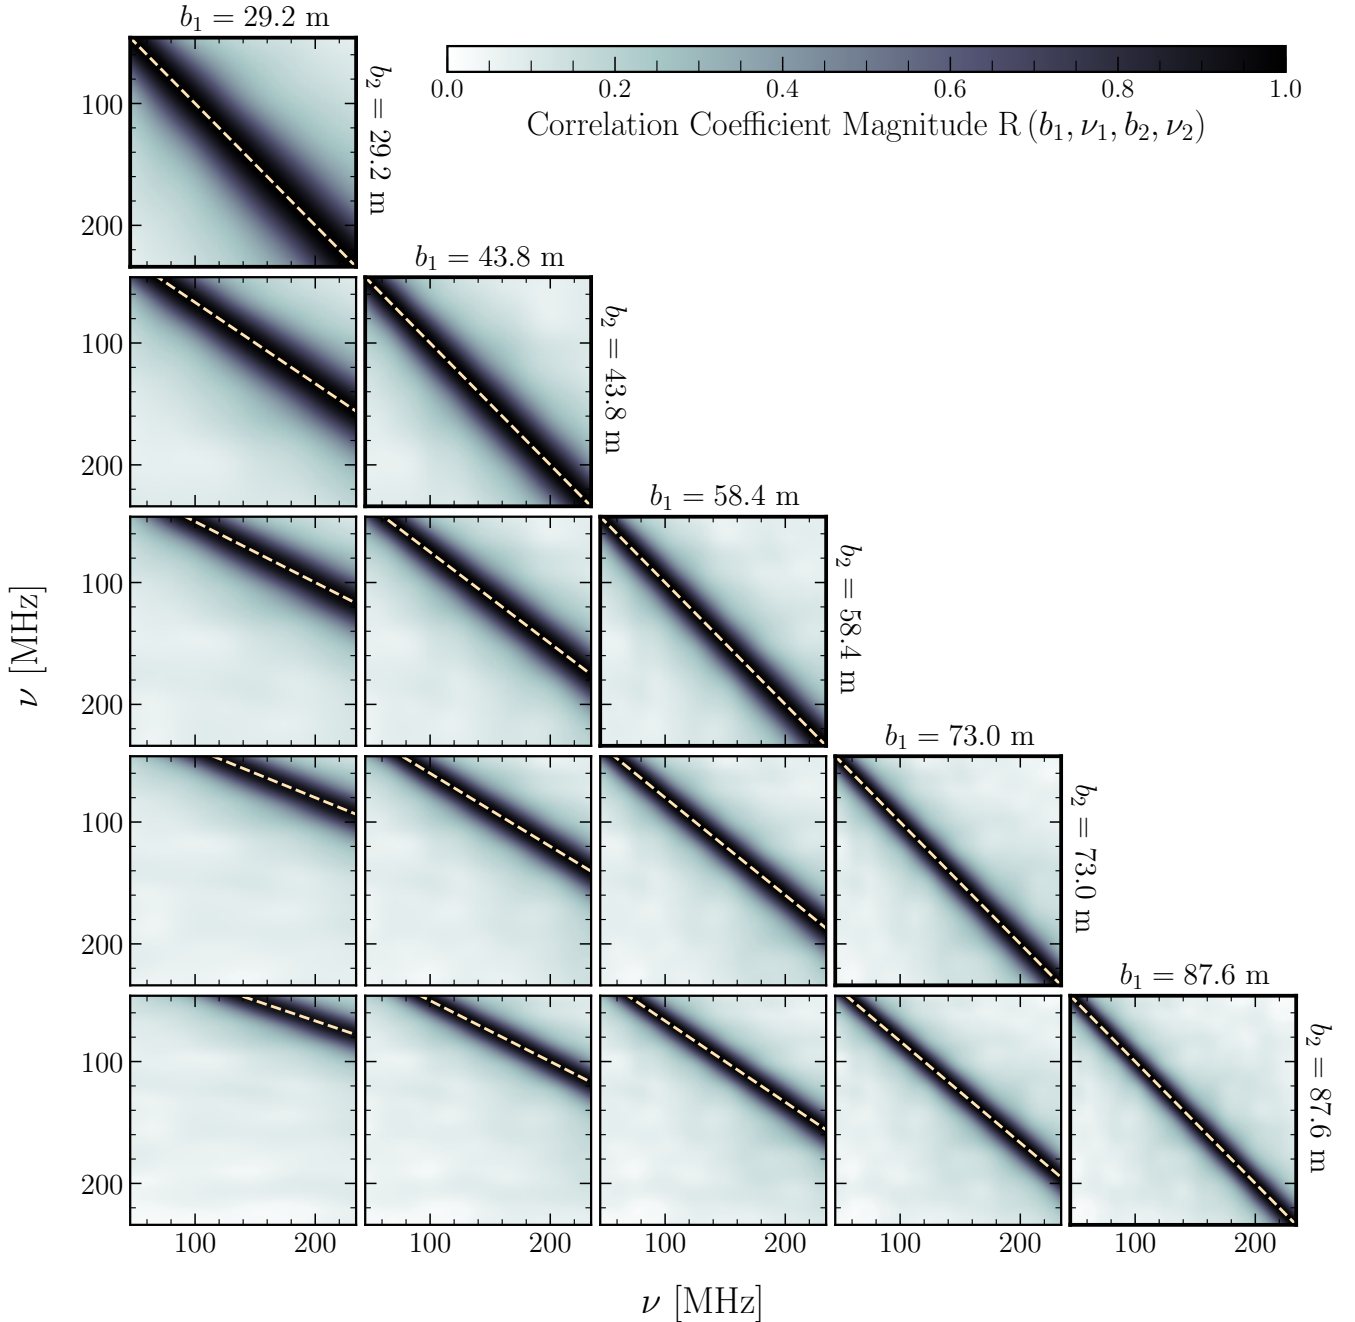 b₁ = 29.2 m
0.0 0.2 0.4 0.6 0.8 1.0
Correlation Coefficient Magnitude R (b₁, ν₁, b₂, ν₂)
b₂ = 29.2 m
100
200
b₁ = 43.8 m
b₂ = 43.8 m
100
200
b₁ = 58.4 m
b₂ = 58.4 m
100
200
ν [MHz]
b₁ = 73.0 m
b₂ = 73.0 m
100
200
b₁ = 87.6 m
b₂ = 87.6 m
100
200
100 200 100 200 100 200 100 200 100 200
ν [MHz]